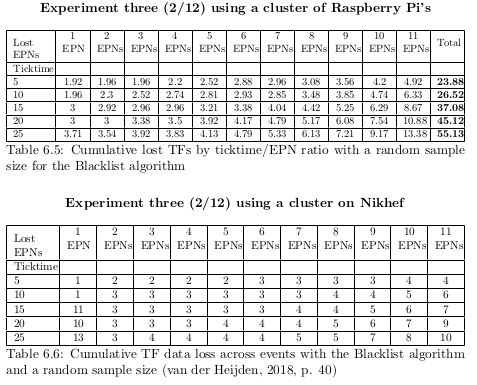 Experiment three (2/12) using a cluster of Raspberry Pi's
Lost 1 2 3 4 5 6 7 8 9 10 11 Total
EPNs EPN EPNs EPNs EPNs EPNs EPNs EPNs EPNs EPNs EPNs EPNs
Ticktime
5 1.92 1.96 1.96 2.2 2.52 2.88 2.96 3.08 3.56 4.2 4.92 23.88
10 1.96 2.3 2.52 2.74 2.81 2.93 2.85 3.48 3.85 4.74 6.33 26.52
15 3 2.92 2.96 2.96 3.21 3.38 4.04 4.42 5.25 6.29 8.67 37.08
20 3 3 3.38 3.5 3.92 4.17 4.79 5.17 6.08 7.54 10.88 45.12
25 3.71 3.54 3.92 3.83 4.13 4.79 5.33 6.13 7.21 9.17 13.38 55.13
Table 6.5: Cumulative lost TFs by ticktime/EPN ratio with a random sample
size for the Blacklist algorithm
Experiment three (2/12) using a cluster on Nikhef
Lost 1 2 3 4 5 6 7 8 9 10 11
EPNs EPN EPNs EPNs EPNs EPNs EPNs EPNs EPNs EPNs EPNs EPNs
Ticktime
5 1 2 2 2 2 3 3 3 3 4 4
10 1 3 3 3 3 3 3 4 4 5 6
15 11 3 3 3 3 3 4 4 5 6 7
20 10 3 3 3 4 4 4 5 6 7 9
25 13 3 4 4 4 4 5 5 7 8 10
Table 6.6: Cumulative TF data loss across events with the Blacklist algorithm
and a random sample size (van der Heijden, 2018, p. 40)